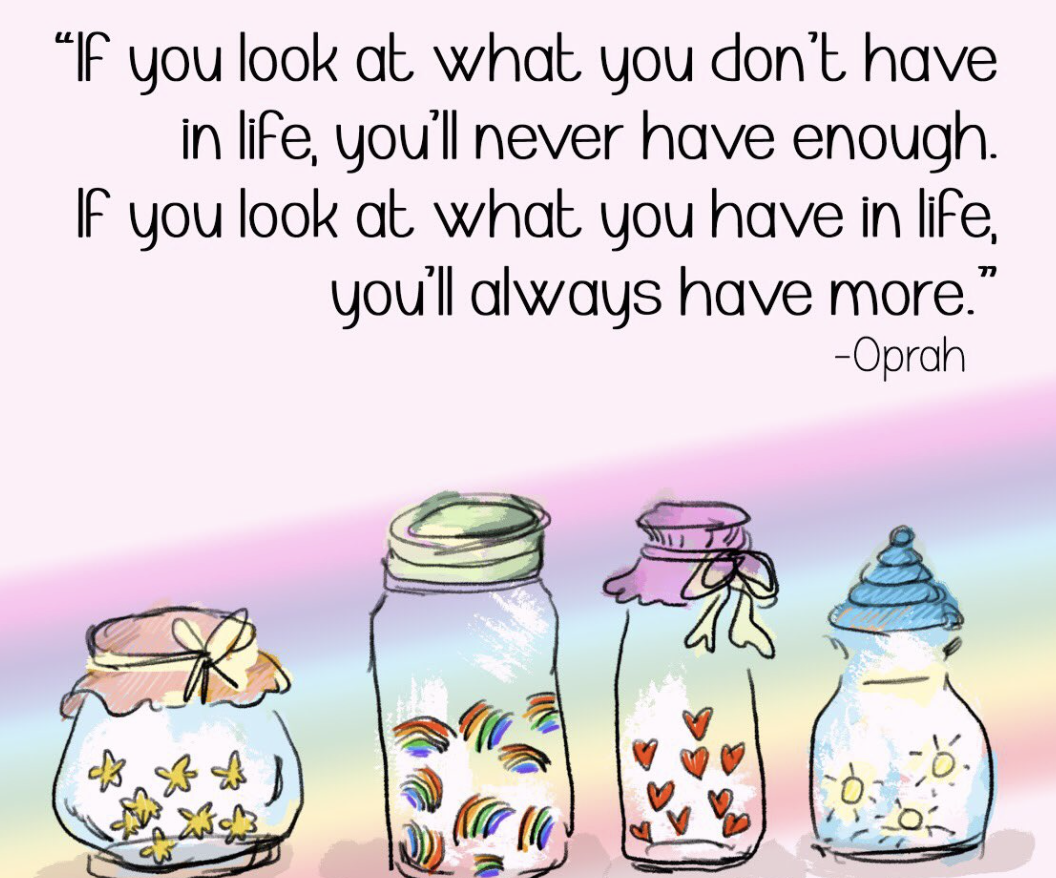 “If you look at what you don't have
in life, you'll never have enough.
If you look at what you have in life,
you'll always have more.”
-Oprah